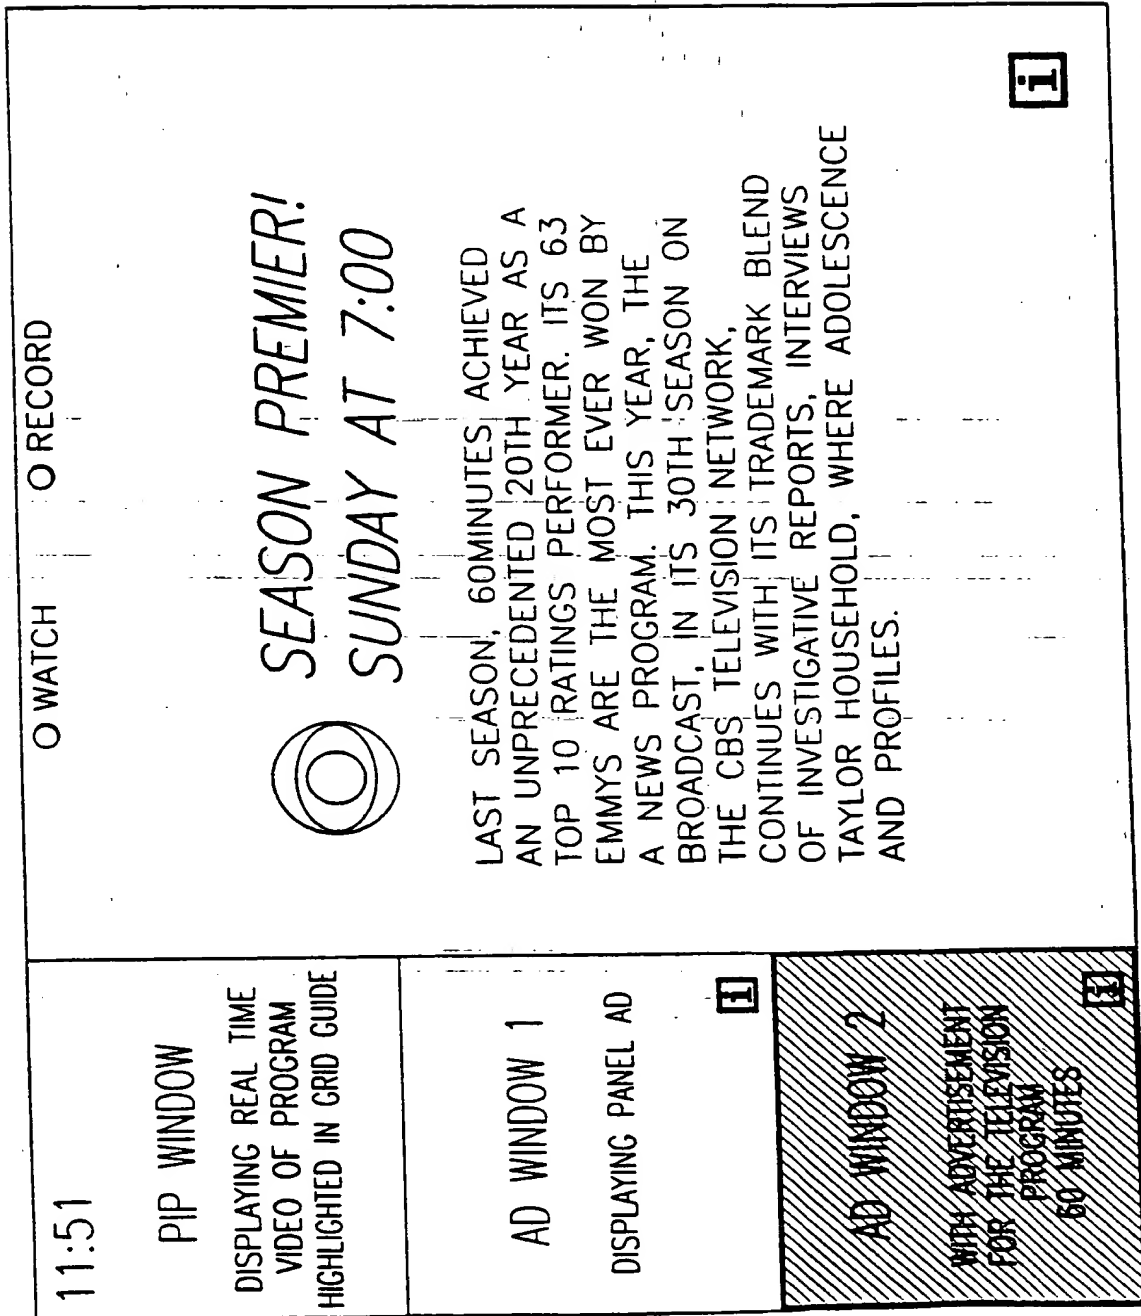 11:51
O WATCH
O RECORD
PIP WINDOW
DISPLAYING REAL TIME
VIDEO OF PROGRAM
HIGHLIGHTED IN GRID GUIDE
AD WINDOW 1
DISPLAYING PANEL AD
i
AD WINDOW 2
WITH ADVERTISEMENT
FOR THE TELEVISION
PROGRAM
60 MINUTES
i
SEASON PREMIER!
SUNDAY AT 7:00
LAST SEASON, 60MINUTES ACHIEVED
AN UNPRECEDENTED 20TH YEAR AS A
TOP 10 RATINGS PERFORMER. ITS 63
EMMYS ARE THE MOST EVER WON BY
A NEWS PROGRAM. THIS YEAR, THE
BROADCAST, IN ITS 30TH SEASON ON
THE CBS TELEVISION NETWORK,
CONTINUES WITH ITS TRADEMARK BLEND
OF INVESTIGATIVE REPORTS, INTERVIEWS
TAYLOR HOUSEHOLD, WHERE ADOLESCENCE
AND PROFILES.
i